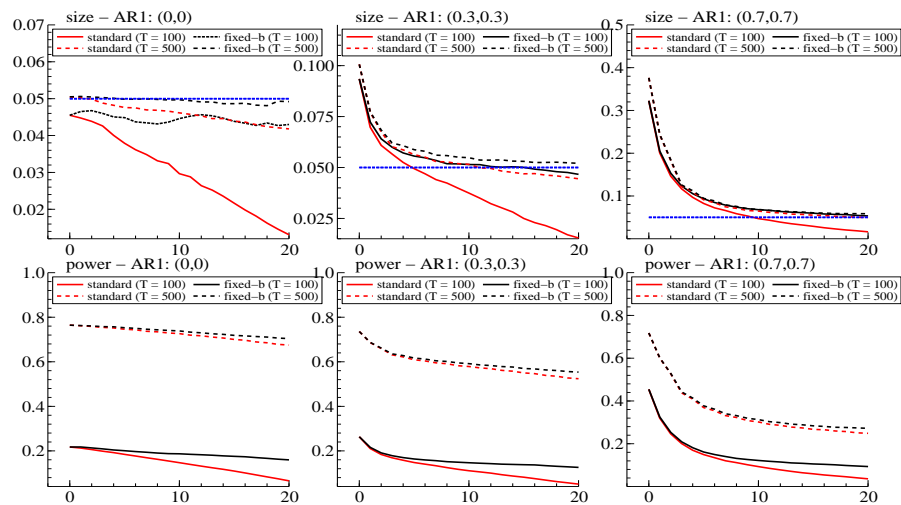 size – AR1: (0,0)
standard (T = 100) fixed–b (T = 100)
standard (T = 500) fixed–b (T = 500)
0.07
0.06
0.05
0.04
0.03
0.02
0 10 20
size – AR1: (0.3,0.3)
standard (T = 100) fixed–b (T = 100)
standard (T = 500) fixed–b (T = 500)
0.100
0.075
0.050
0.025
0 10 20
size – AR1: (0.7,0.7)
standard (T = 100) fixed–b (T = 100)
standard (T = 500) fixed–b (T = 500)
0.5
0.4
0.3
0.2
0.1
0 10 20
power – AR1: (0,0)
standard (T = 100) fixed–b (T = 100)
standard (T = 500) fixed–b (T = 500)
1.0
0.8
0.6
0.4
0.2
0 10 20
power – AR1: (0.3,0.3)
standard (T = 100) fixed–b (T = 100)
standard (T = 500) fixed–b (T = 500)
1.0
0.8
0.6
0.4
0.2
0 10 20
power – AR1: (0.7,0.7)
standard (T = 100) fixed–b (T = 100)
standard (T = 500) fixed–b (T = 500)
1.0
0.8
0.6
0.4
0.2
0 10 20